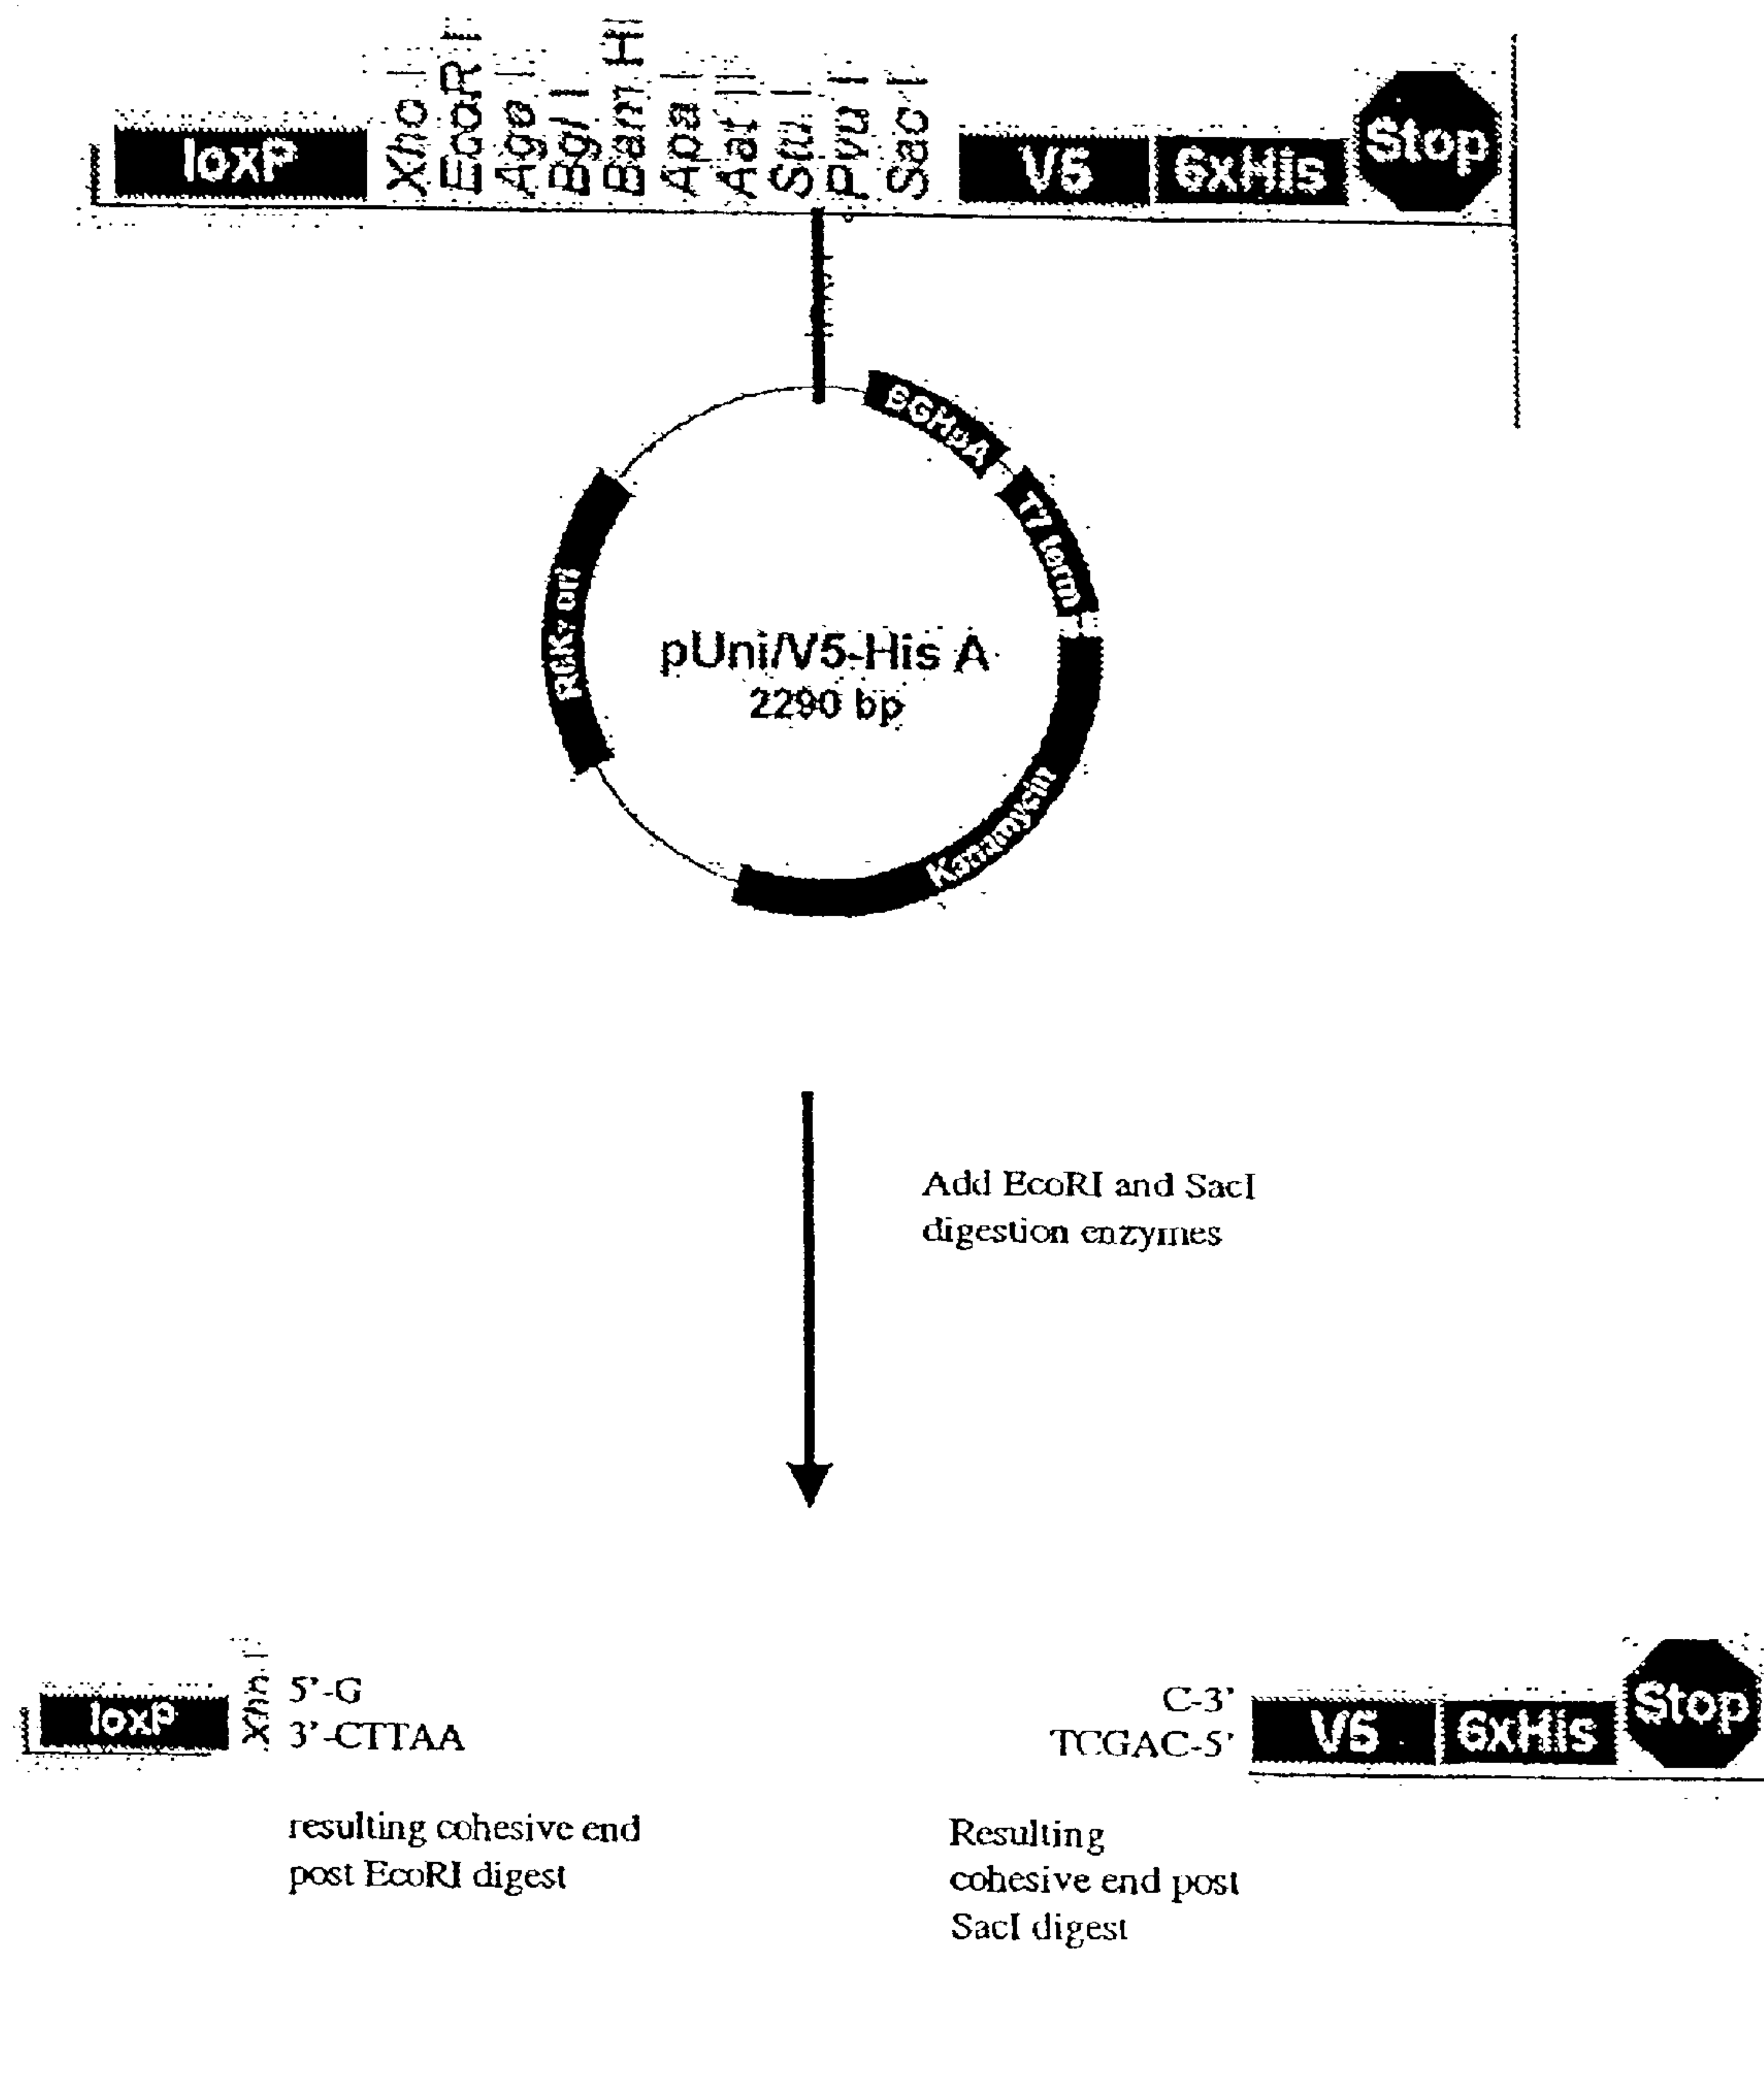 loxP
Xho I
EcoR I
Age I
Bgl I
Bam HI
Apa I
Aat II
Stu I
Pvu I
Sac I
V5
6xHis
Stop
BGHpA
T7 term
Kanamycin
R6Kγ ori
pUni/V5-His A
2290 bp
Add EcoRI and SacI
digestion enzymes
loxP
Xho I
5'-G
3'-CTTAA
C-3'
TCGAC-5'
V5
6xHis
Stop
resulting cohesive end
post EcoRI digest
Resulting
cohesive end post
SacI digest